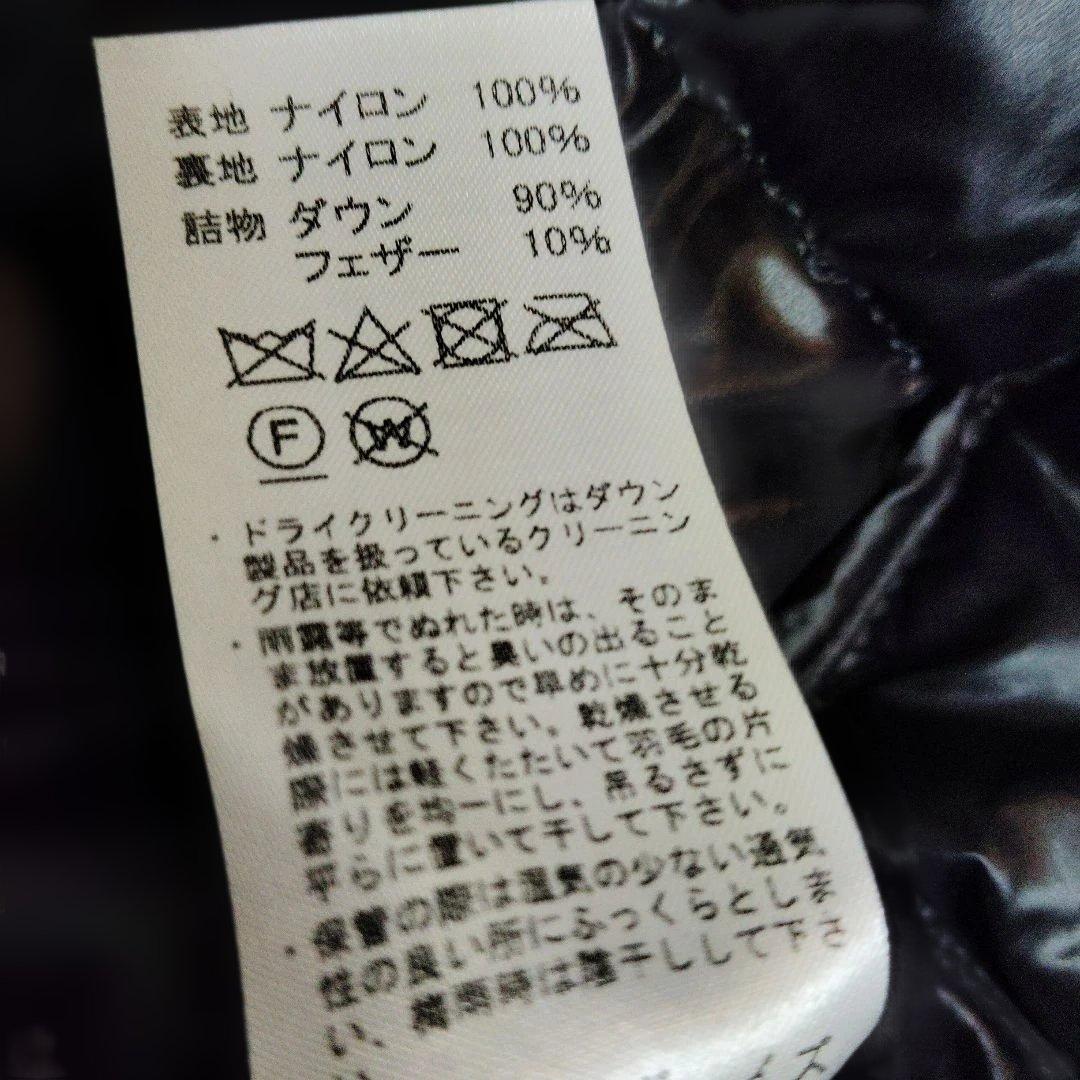 表地 ナイロン 100%
裏地 ナイロン 100%
詰物 ダウン 90%
フェザー 10%
F W
・ドライクリーニングはダウン
製品を扱っているクリーニン
グ店に依頼下さい。
・雨露等でぬれた時は、そのま
ま放置すると臭いの出ること
がありますので早めに十分乾
燥させて下さい。乾燥させる
際には軽くたたいて羽毛の片
寄りを均一にし、吊るさずに
平らに置いて干して下さい。
・保管の際は湿気の少ない通気
性の良い所にふっくらとしまさ
い、着用時は陰干しして下
イズ